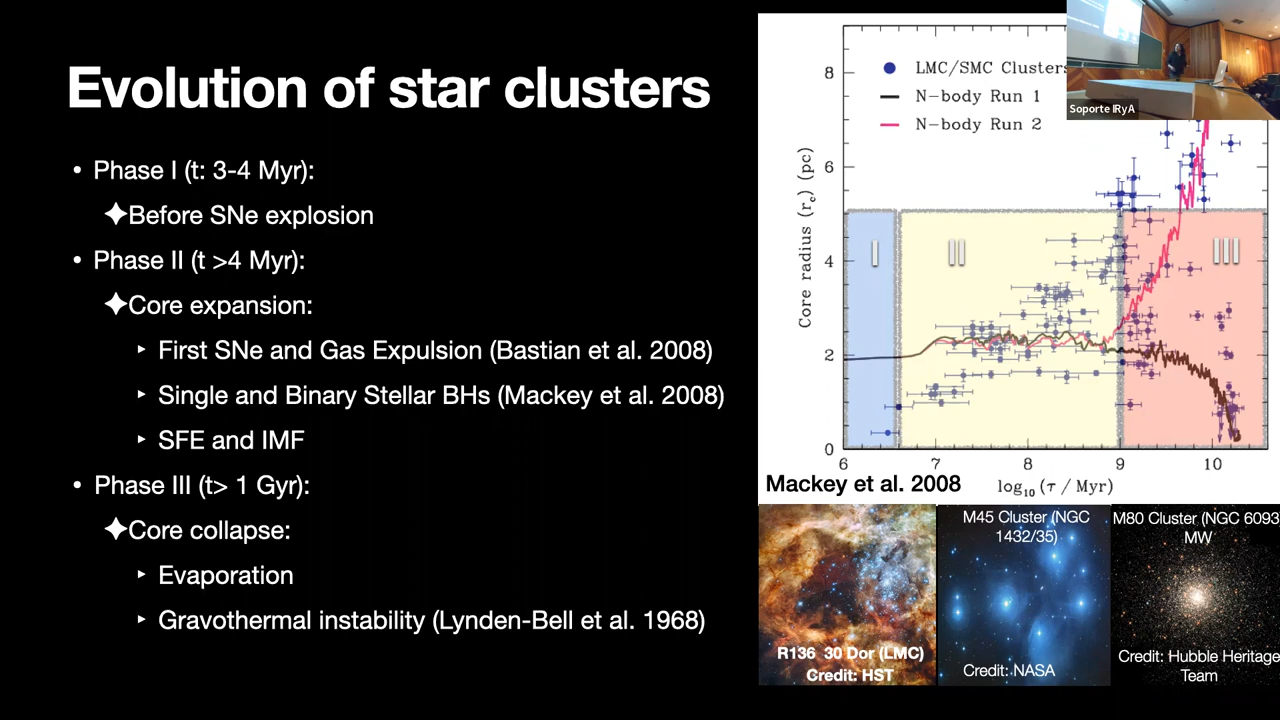 Evolution of star clusters
• Phase I (t: 3-4 Myr):
✦Before SNe explosion
• Phase II (t >4 Myr):
✦Core expansion:
‣ First SNe and Gas Expulsion (Bastian et al. 2008)
‣ Single and Binary Stellar BHs (Mackey et al. 2008)
‣ SFE and IMF
• Phase III (t> 1 Gyr):
✦Core collapse:
‣ Evaporation
‣ Gravothermal instability (Lynden-Bell et al. 1968)
Soporte IRyA
LMC/SMC Clusters
N-body Run 1
N-body Run 2
Core radius (r_c) (pc)
8
6
4
2
0
I
II
III
6 7 8 9 10
log₁₀(τ / Myr)
Mackey et al. 2008
R136 30 Dor (LMC)
Credit: HST
M45 Cluster (NGC
1432/35)
Credit: NASA
M80 Cluster (NGC 6093
MW
Credit: Hubble Heritage
Team